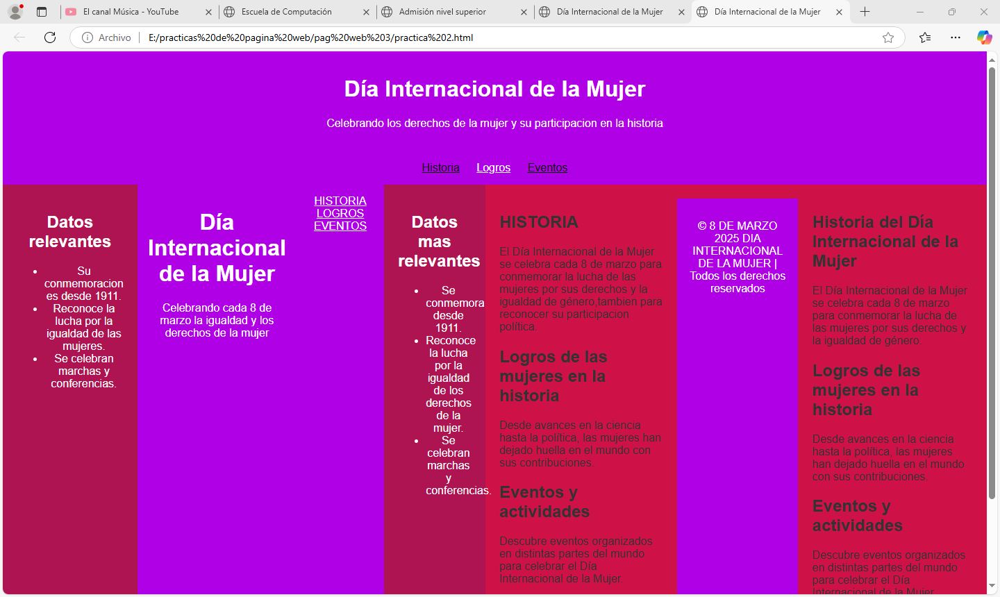 El canal Música - YouTube
Escuela de Computación
Admisión nivel superior
Día Internacional de la Mujer
Día Internacional de la Mujer
Archivo
E:/practicas%20de%20pagina%20web/pag%20web%203/practica%202.html
Día Internacional de la Mujer
Celebrando los derechos de la mujer y su participacion en la historia
Historia
Logros
Eventos
Datos
relevantes
Su
conmemoracion
es desde 1911.
Reconoce la
lucha por la
igualdad de las
mujeres.
Se celebran
marchas y
conferencias.
Día
Internacional
de la Mujer
Celebrando cada 8 de
marzo la igualdad y los
derechos de la mujer
HISTORIA
LOGROS
EVENTOS
Datos
mas
relevantes
Se
conmemora
desde
1911.
Reconoce
la lucha
por la
igualdad
de los
derechos
de la
mujer.
Se
celebran
marchas
y
conferencias.
HISTORIA
El Día Internacional de la Mujer
se celebra cada 8 de marzo para
conmemorar la lucha de las
mujeres por sus derechos y la
igualdad de género,tambien para
reconocer su participacion
política.
Logros de las
mujeres en la
historia
Desde avances en la ciencia
hasta la política, las mujeres han
dejado huella en el mundo con
sus contribuciones.
Eventos y
actividades
Descubre eventos organizados
en distintas partes del mundo
para celebrar el Día
Internacional de la Mujer.
© 8 DE MARZO
2025 DIA
INTERNACIONAL
DE LA MUJER |
Todos los derechos
reservados
Historia del Día
Internacional de la
Mujer
El Día Internacional de la Mujer
se celebra cada 8 de marzo
para conmemorar la lucha de
las mujeres por sus derechos y
la igualdad de género.
Logros de las
mujeres en la
historia
Desde avances en la ciencia
hasta la política, las mujeres
han dejado huella en el mundo
con sus contribuciones.
Eventos y
actividades
Descubre eventos organizados
en distintas partes del mundo
para celebrar el Día
Internacional de la Mujer